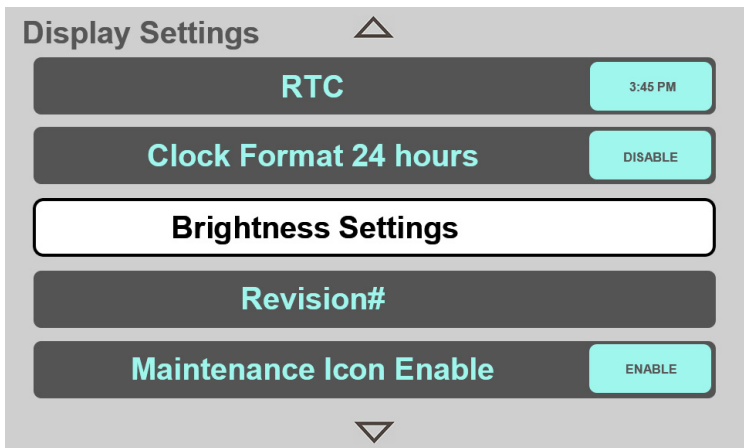 Display Settings
RTC
3:45 PM
Clock Format 24 hours
DISABLE
Brightness Settings
Revision#
Maintenance Icon Enable
ENABLE